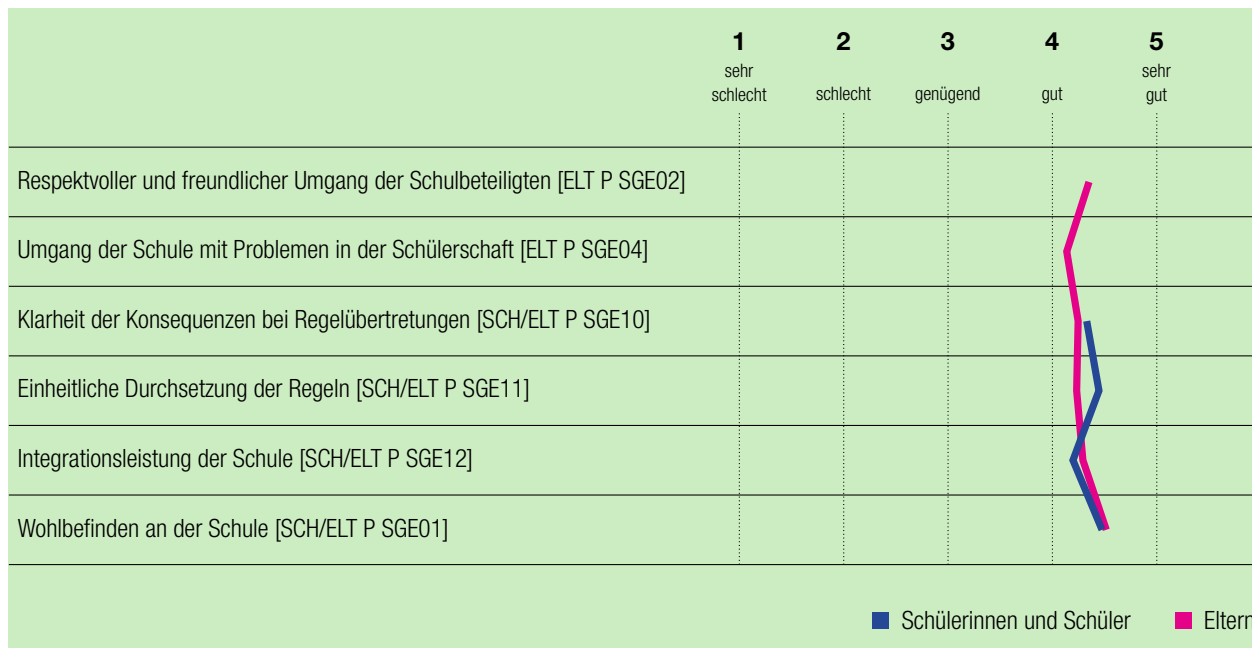 1 2 3 4 5
sehr schlecht schlecht genügend gut sehr gut
Respektvoller und freundlicher Umgang der Schulbeteiligten [ELT P SGE02]
Umgang der Schule mit Problemen in der Schülerschaft [ELT P SGE04]
Klarheit der Konsequenzen bei Regelübertretungen [SCH/ELT P SGE10]
Einheitliche Durchsetzung der Regeln [SCH/ELT P SGE11]
Integrationsleistung der Schule [SCH/ELT P SGE12]
Wohlbefinden an der Schule [SCH/ELT P SGE01]
Schülerinnen und Schüler Eltern